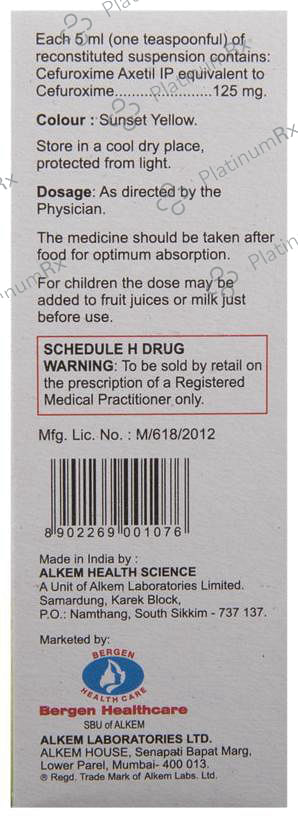 Each 5 ml (one teaspoonful) of
reconstituted suspension contains:
Cefuroxime Axetil IP equivalent to
Cefuroxime........................125 mg.
Colour : Sunset Yellow.
Store in a cool dry place,
protected from light.
Dosage: As directed by the
Physician.
The medicine should be taken after
food for optimum absorption.
For children the dose may be
added to fruit juices or milk just
before use.
SCHEDULE H DRUG
WARNING: To be sold by retail on
the prescription of a Registered
Medical Practitioner only.
Mfg. Lic. No. : M/618/2012
8 902269 001076
Made in India by :
ALKEM HEALTH SCIENCE
A Unit of Alkem Laboratories Limited.
Samardung, Karek Block,
P.O.: Namthang, South Sikkim - 737 137.
Marketed by:
BERGEN
HEALTH CARE
Bergen Healthcare
SBU of ALKEM
ALKEM LABORATORIES LTD.
ALKEM HOUSE, Senapati Bapat Marg,
Lower Parel, Mumbai- 400 013.
® Regd. Trade Mark of Alkem Labs. Ltd.
PlatinumRx
PlatinumRx
PlatinumRx